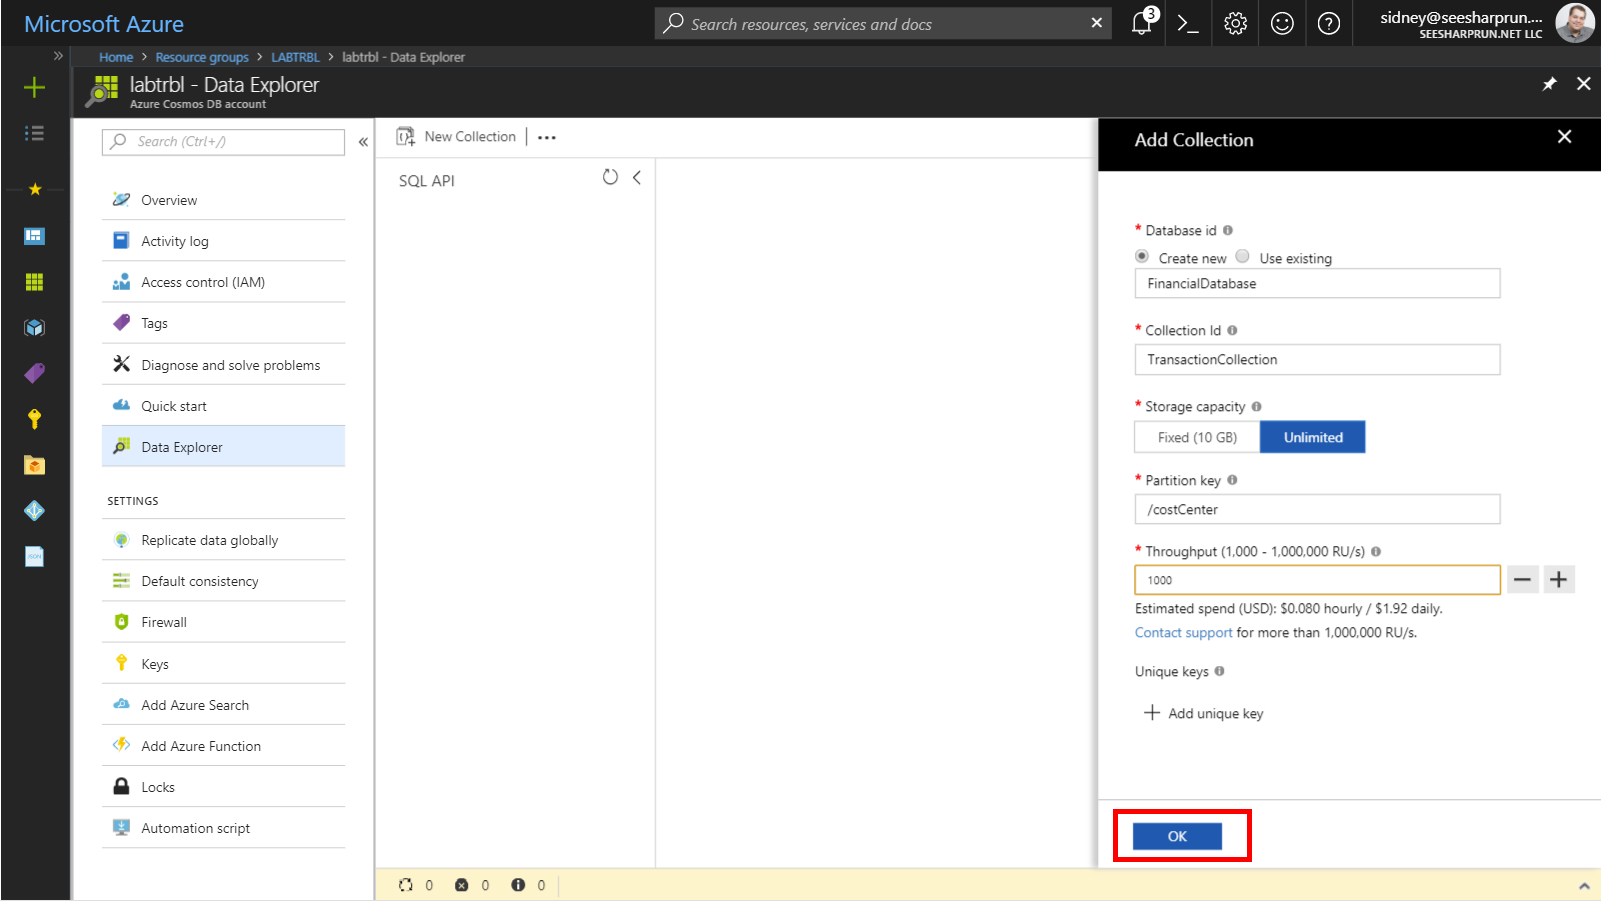 Microsoft Azure
Search resources, services and docs
3
sidney@seesharprun....
SEESHARPRUN.NET LLC
Home > Resource groups > LABTRBL > labtrbl - Data Explorer
labtrbl - Data Explorer
Azure Cosmos DB account
Search (Ctrl+/)
Overview
Activity log
Access control (IAM)
Tags
Diagnose and solve problems
Quick start
Data Explorer
SETTINGS
Replicate data globally
Default consistency
Firewall
Keys
Add Azure Search
Add Azure Function
Locks
Automation script
New Collection
SQL API
Add Collection
* Database id
Create new Use existing
FinancialDatabase
* Collection Id
TransactionCollection
* Storage capacity
Fixed (10 GB) Unlimited
* Partition key
/costCenter
* Throughput (1,000 - 1,000,000 RU/s)
1000
Estimated spend (USD): $0.080 hourly / $1.92 daily.
Contact support for more than 1,000,000 RU/s.
Unique keys
Add unique key
OK
0 0 0